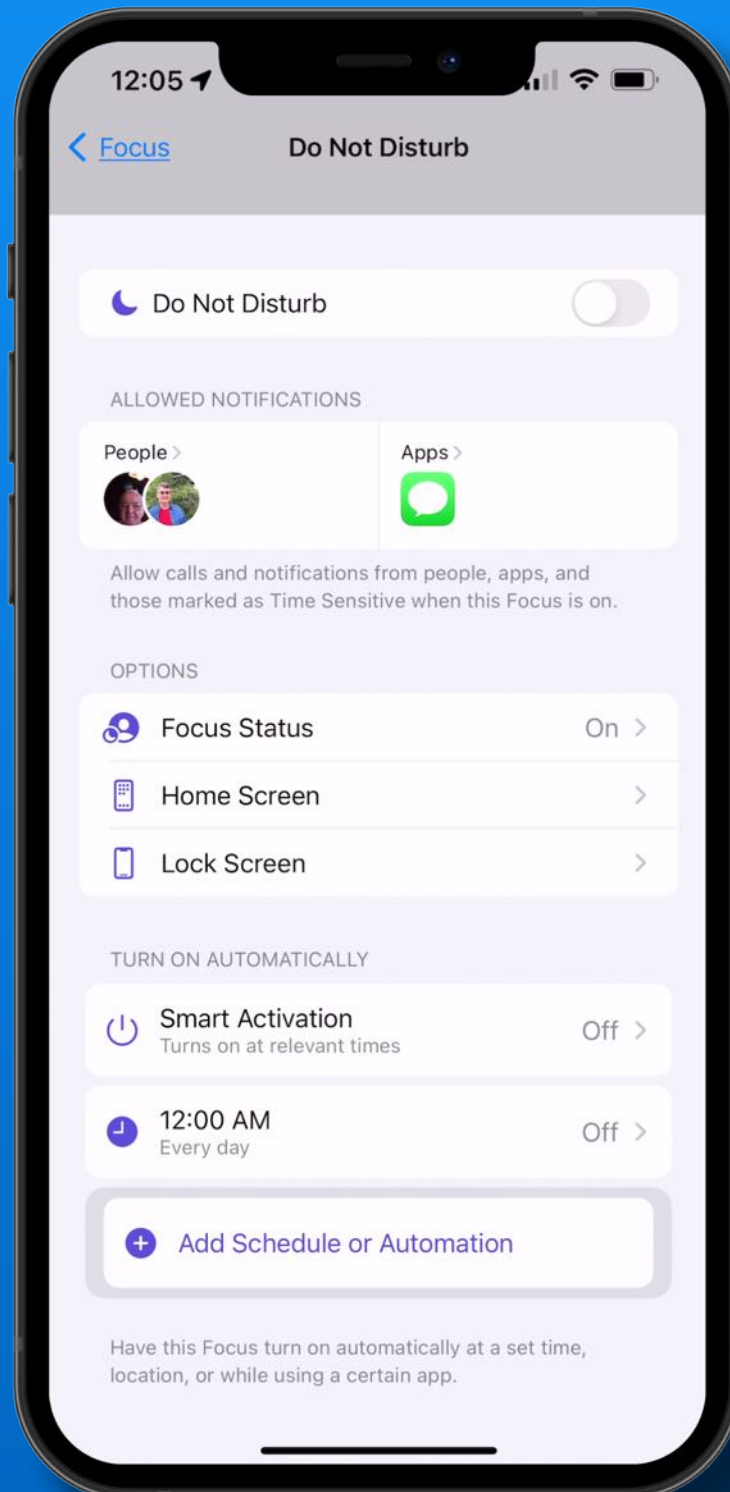 12:05
Focus
Do Not Disturb
Do Not Disturb
ALLOWED NOTIFICATIONS
People
Apps
Allow calls and notifications from people, apps, and
those marked as Time Sensitive when this Focus is on.
OPTIONS
Focus Status
On
Home Screen
Lock Screen
TURN ON AUTOMATICALLY
Smart Activation
Turns on at relevant times
Off
12:00 AM
Every day
Off
Add Schedule or Automation
Have this Focus turn on automatically at a set time,
location, or while using a certain app.